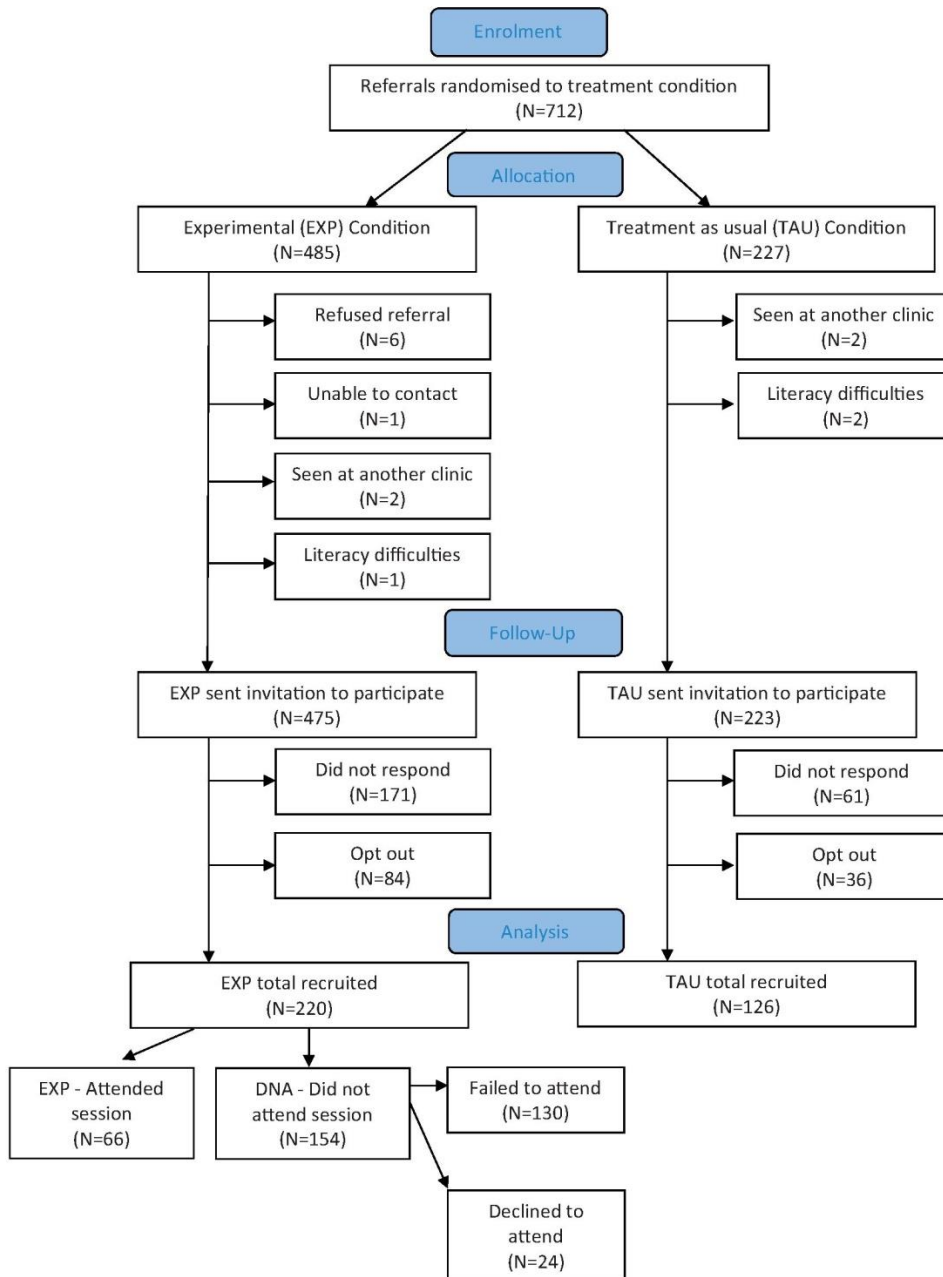 Enrolment
Referrals randomised to treatment condition
(N=712)
Allocation
Experimental (EXP) Condition
(N=485)
Treatment as usual (TAU) Condition
(N=227)
Refused referral
(N=6)
Unable to contact
(N=1)
Seen at another clinic
(N=2)
Literacy difficulties
(N=1)
Seen at another clinic
(N=2)
Literacy difficulties
(N=2)
Follow-Up
EXP sent invitation to participate
(N=475)
TAU sent invitation to participate
(N=223)
Did not respond
(N=171)
Opt out
(N=84)
Did not respond
(N=61)
Opt out
(N=36)
Analysis
EXP total recruited
(N=220)
TAU total recruited
(N=126)
EXP - Attended
session
(N=66)
DNA - Did not
attend session
(N=154)
Failed to attend
(N=130)
Declined to
attend
(N=24)